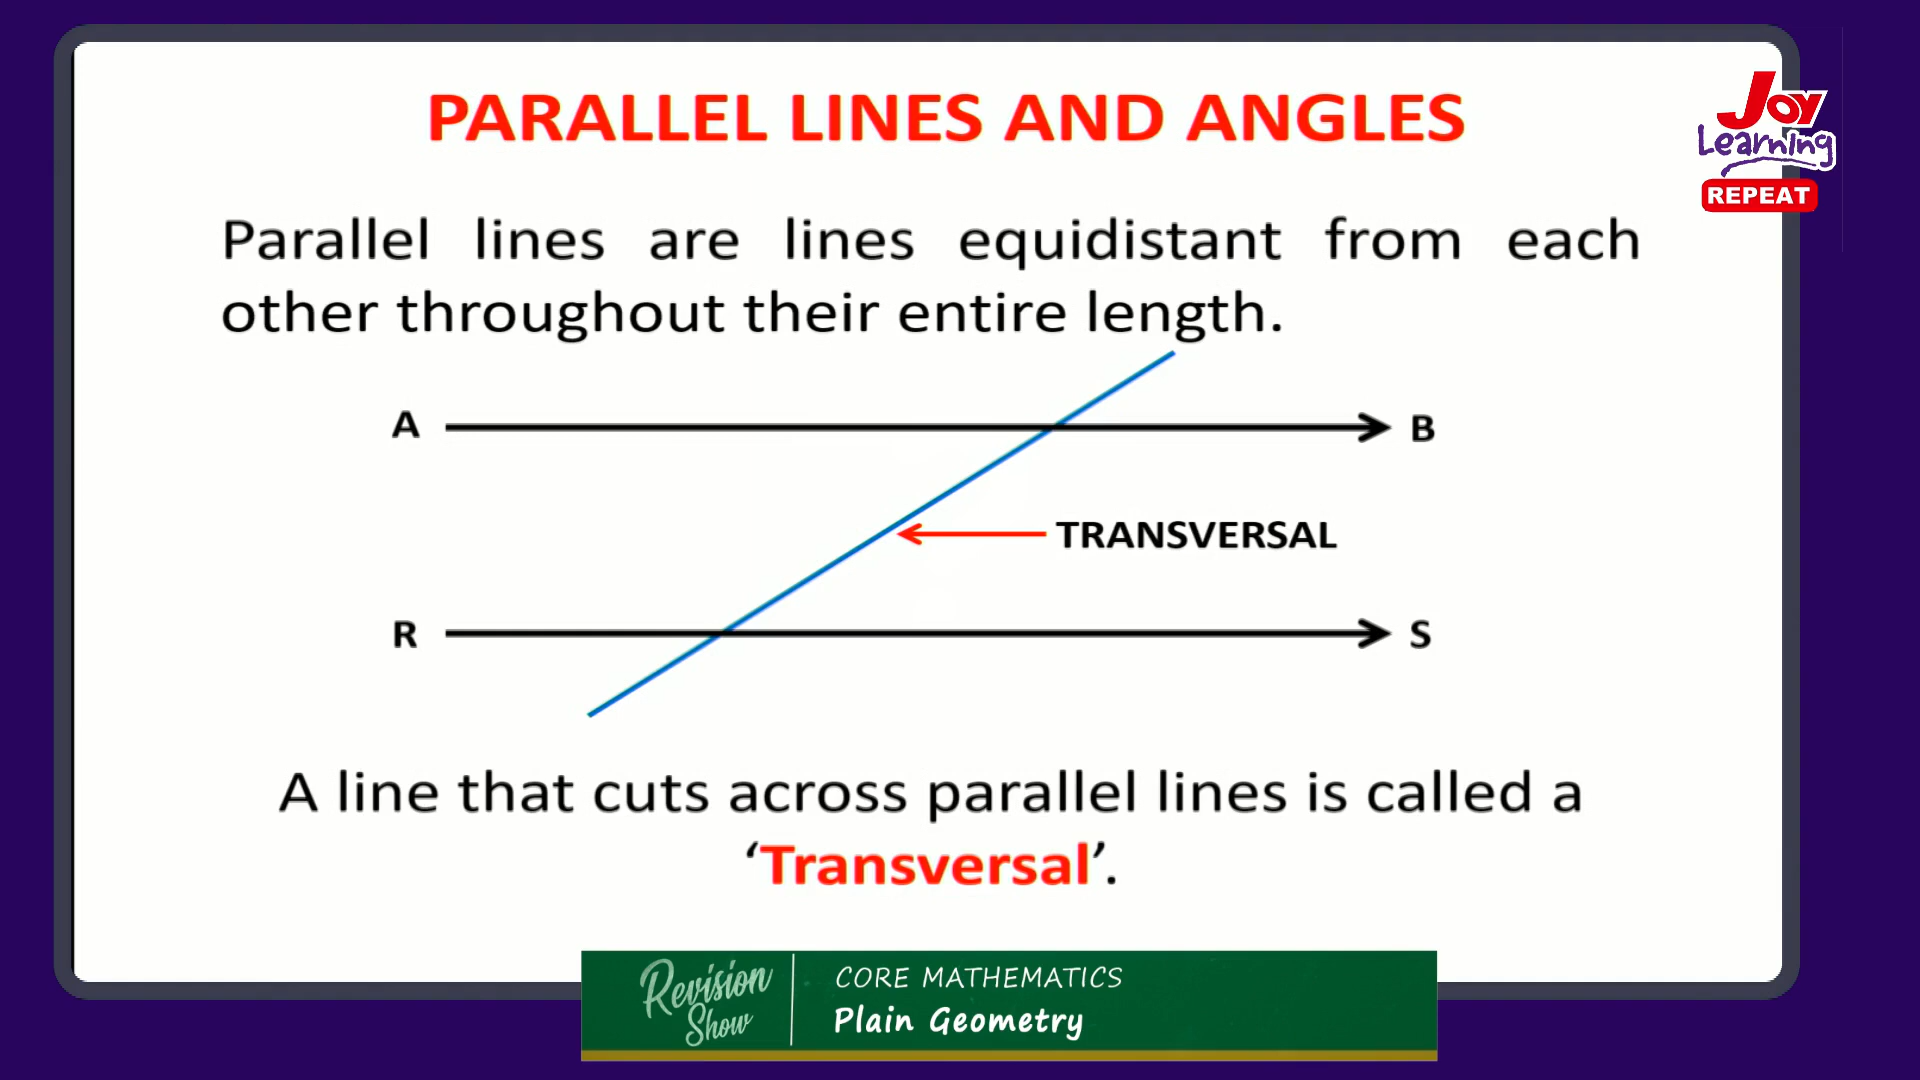 PARALLEL LINES AND ANGLES
Joy
Learning
REPEAT
Parallel lines are lines equidistant from each
other throughout their entire length.
A
B
TRANSVERSAL
R
S
A line that cuts across parallel lines is called a
‘Transversal’.
Revision
Show
CORE MATHEMATICS
Plain Geometry